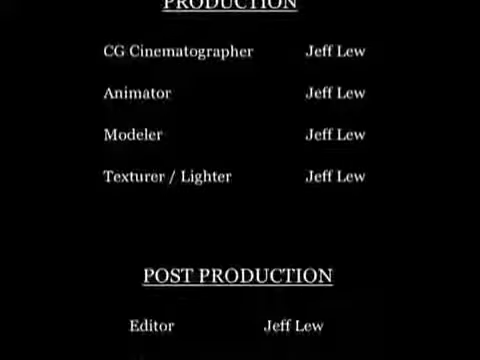 PRODUCTION
CG Cinematographer Jeff Lew
Animator Jeff Lew
Modeler Jeff Lew
Texturer / Lighter Jeff Lew
POST PRODUCTION
Editor Jeff Lew